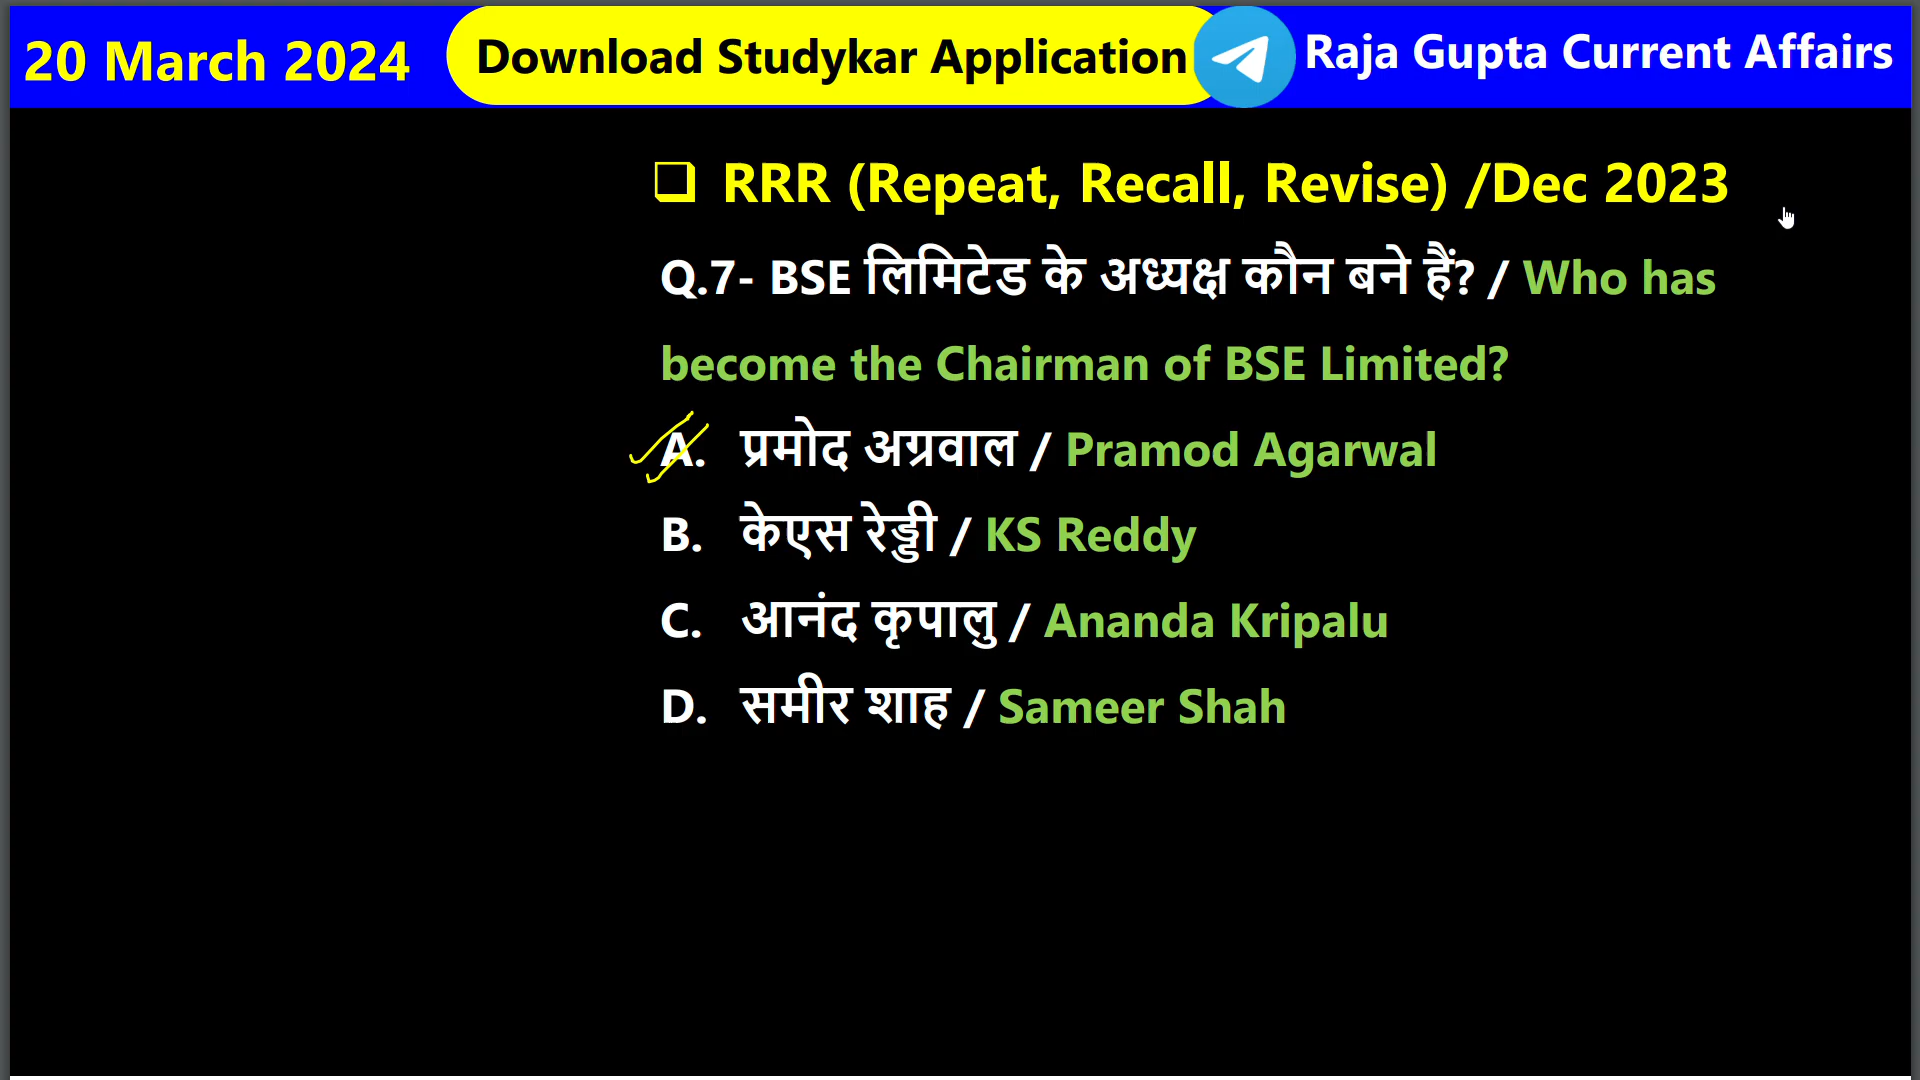 20 March 2024 Download Studykar Application Raja Gupta Current Affairs
❑ RRR (Repeat, Recall, Revise) /Dec 2023
Q.7- BSE लिमिटेड के अध्यक्ष कौन बने हैं? / Who has
become the Chairman of BSE Limited?
A. प्रमोद अग्रवाल / Pramod Agarwal
B. केएस रेड्डी / KS Reddy
C. आनंद कृपालु / Ananda Kripalu
D. समीर शाह / Sameer Shah